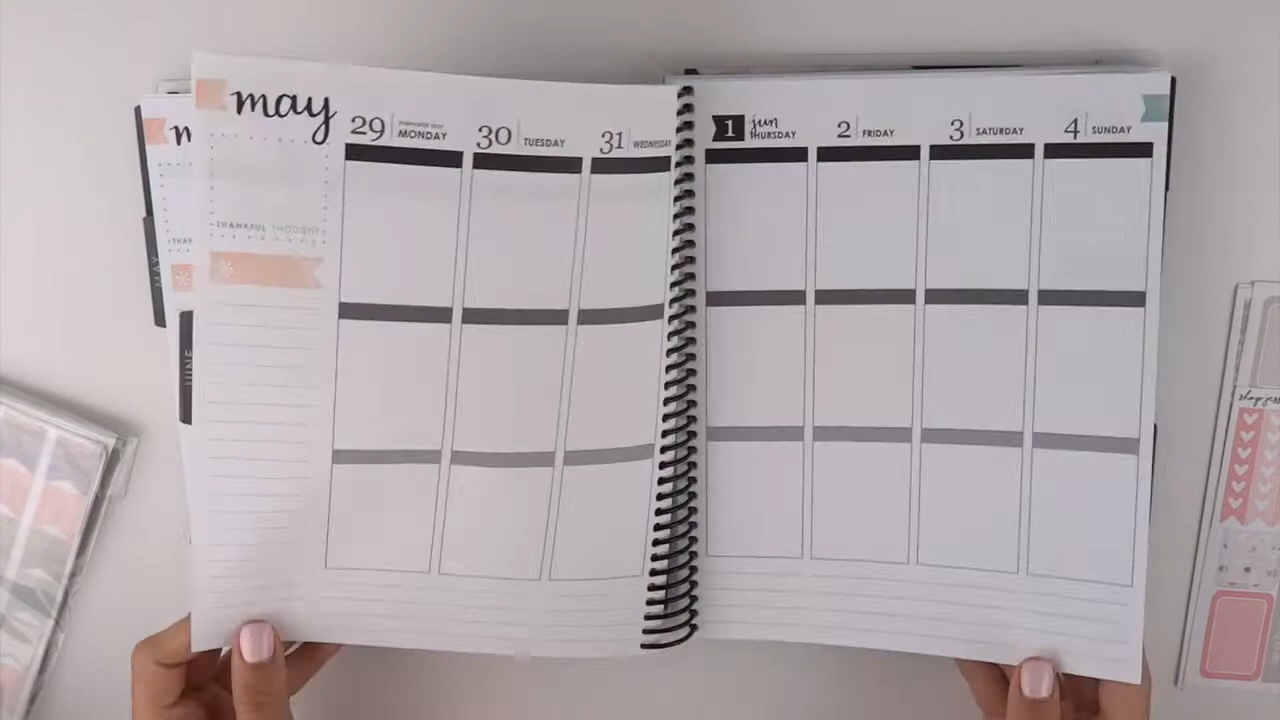 may
29 MONDAY
30 TUESDAY
31 WEDNESDAY
1 jun THURSDAY
2 FRIDAY
3 SATURDAY
4 SUNDAY
THANKFUL THOUGHTS
MAY
JUNE